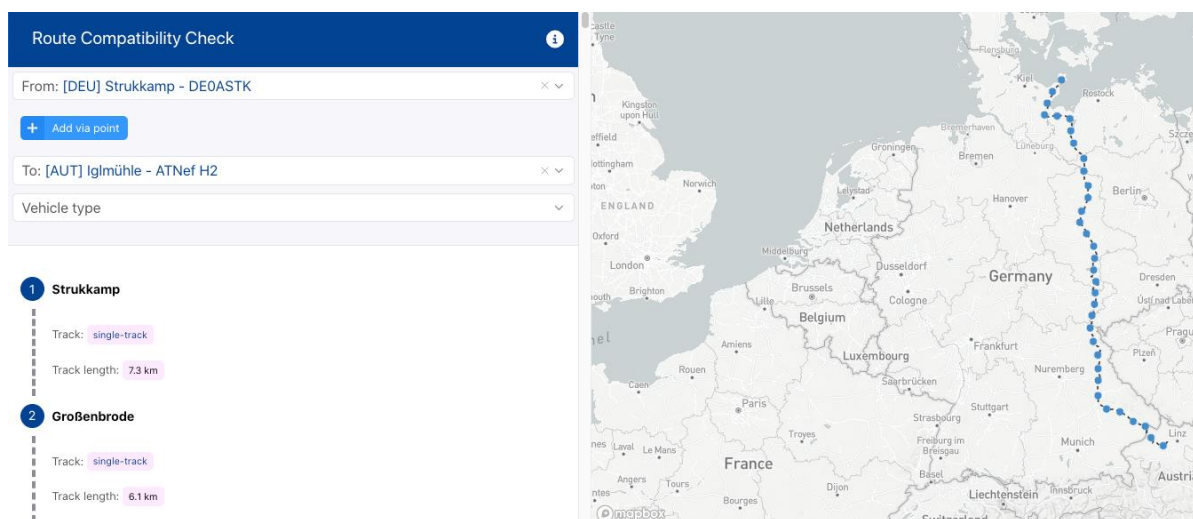 Route Compatibility Check
From: [DEU] Strukkamp - DE0ASTK
+ Add via point
To: [AUT] Iglmühle - ATNef H2
Vehicle type
1 Strukkamp
Track: single-track
Track length: 7.3 km
2 Großenbrode
Track: single-track
Track length: 6.1 km
Tyne
Flensburg
Kiel
Rostock
Kingston
upon Hull
Bremerhaven
Lüneburg
Groningen
Bremen
Norwich
Lelystad
Berlin
Hanover
ENGLAND
Netherlands
Oxford
Middelburg
London
Dusseldorf
Germany
Dresden
Brighton
Brussels
Cologne
Ústí nad Labem
Lille
Belgium
Amiens
Frankfurt
Luxembourg
Plzeň
Rouen
Nuremberg
Caen
Saarbrücken
Paris
Stuttgart
Strasbourg
Troyes
Freiburg im
Breisgau
Munich
Linz
Laval
Le Mans
France
Basel
Angers
Tours
Dijon
Liechtenstein
Innsbruck
Bourges
mapbox